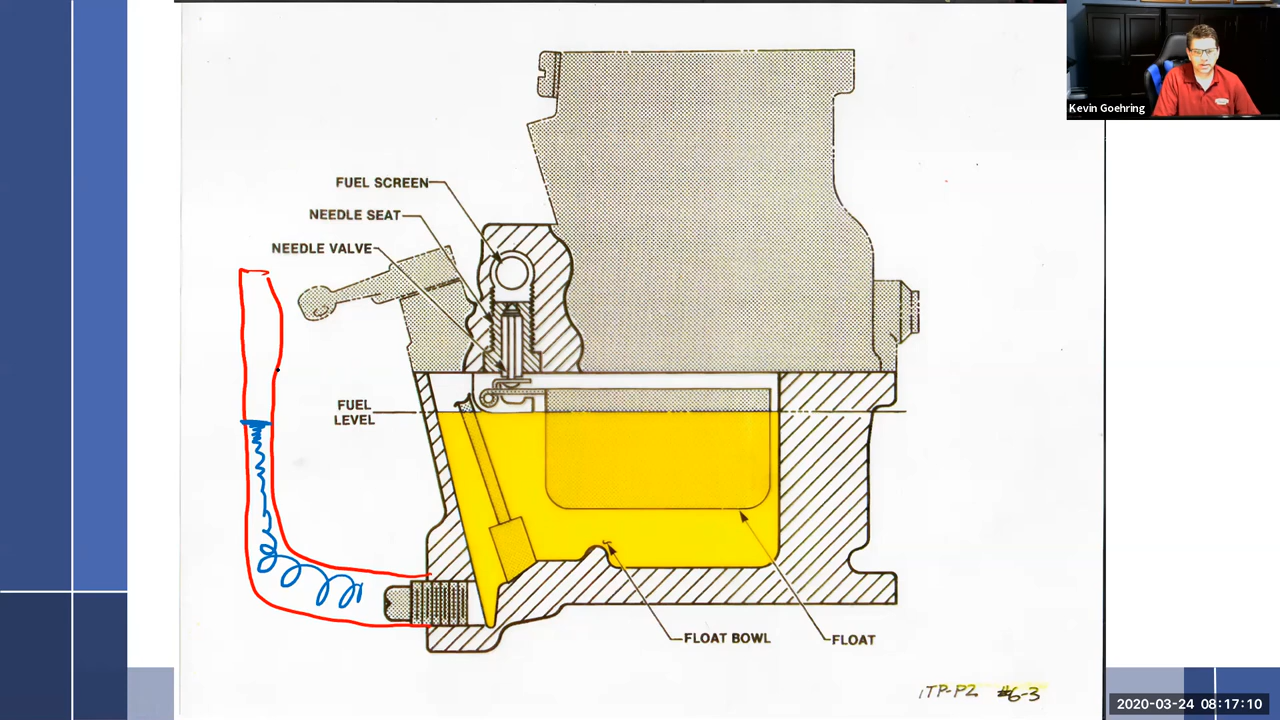 Kevin Goehring
FUEL SCREEN
NEEDLE SEAT
NEEDLE VALVE
FUEL
LEVEL
FLOAT BOWL
FLOAT
ITP-P2 #6-3
2020-03-24 08:17:10